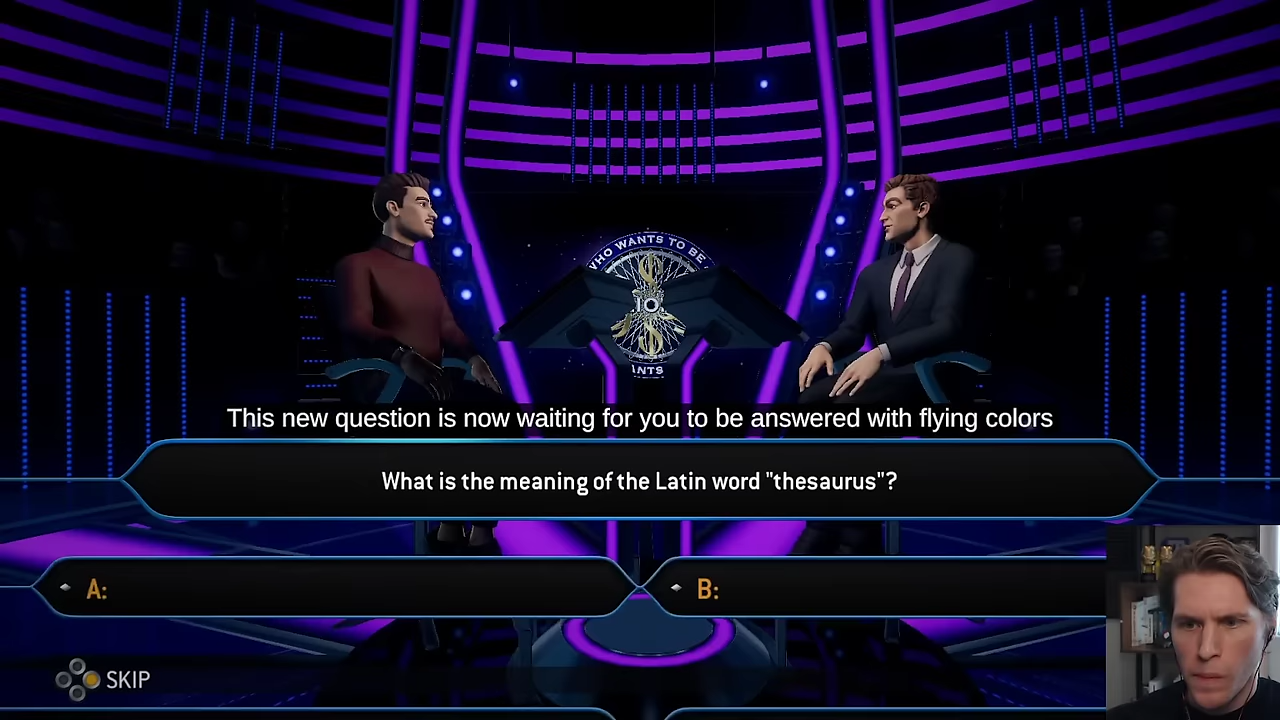 WHO WANTS TO BE
10
ANTS
This new question is now waiting for you to be answered with flying colors
What is the meaning of the Latin word "thesaurus"?
A:
B:
SKIP